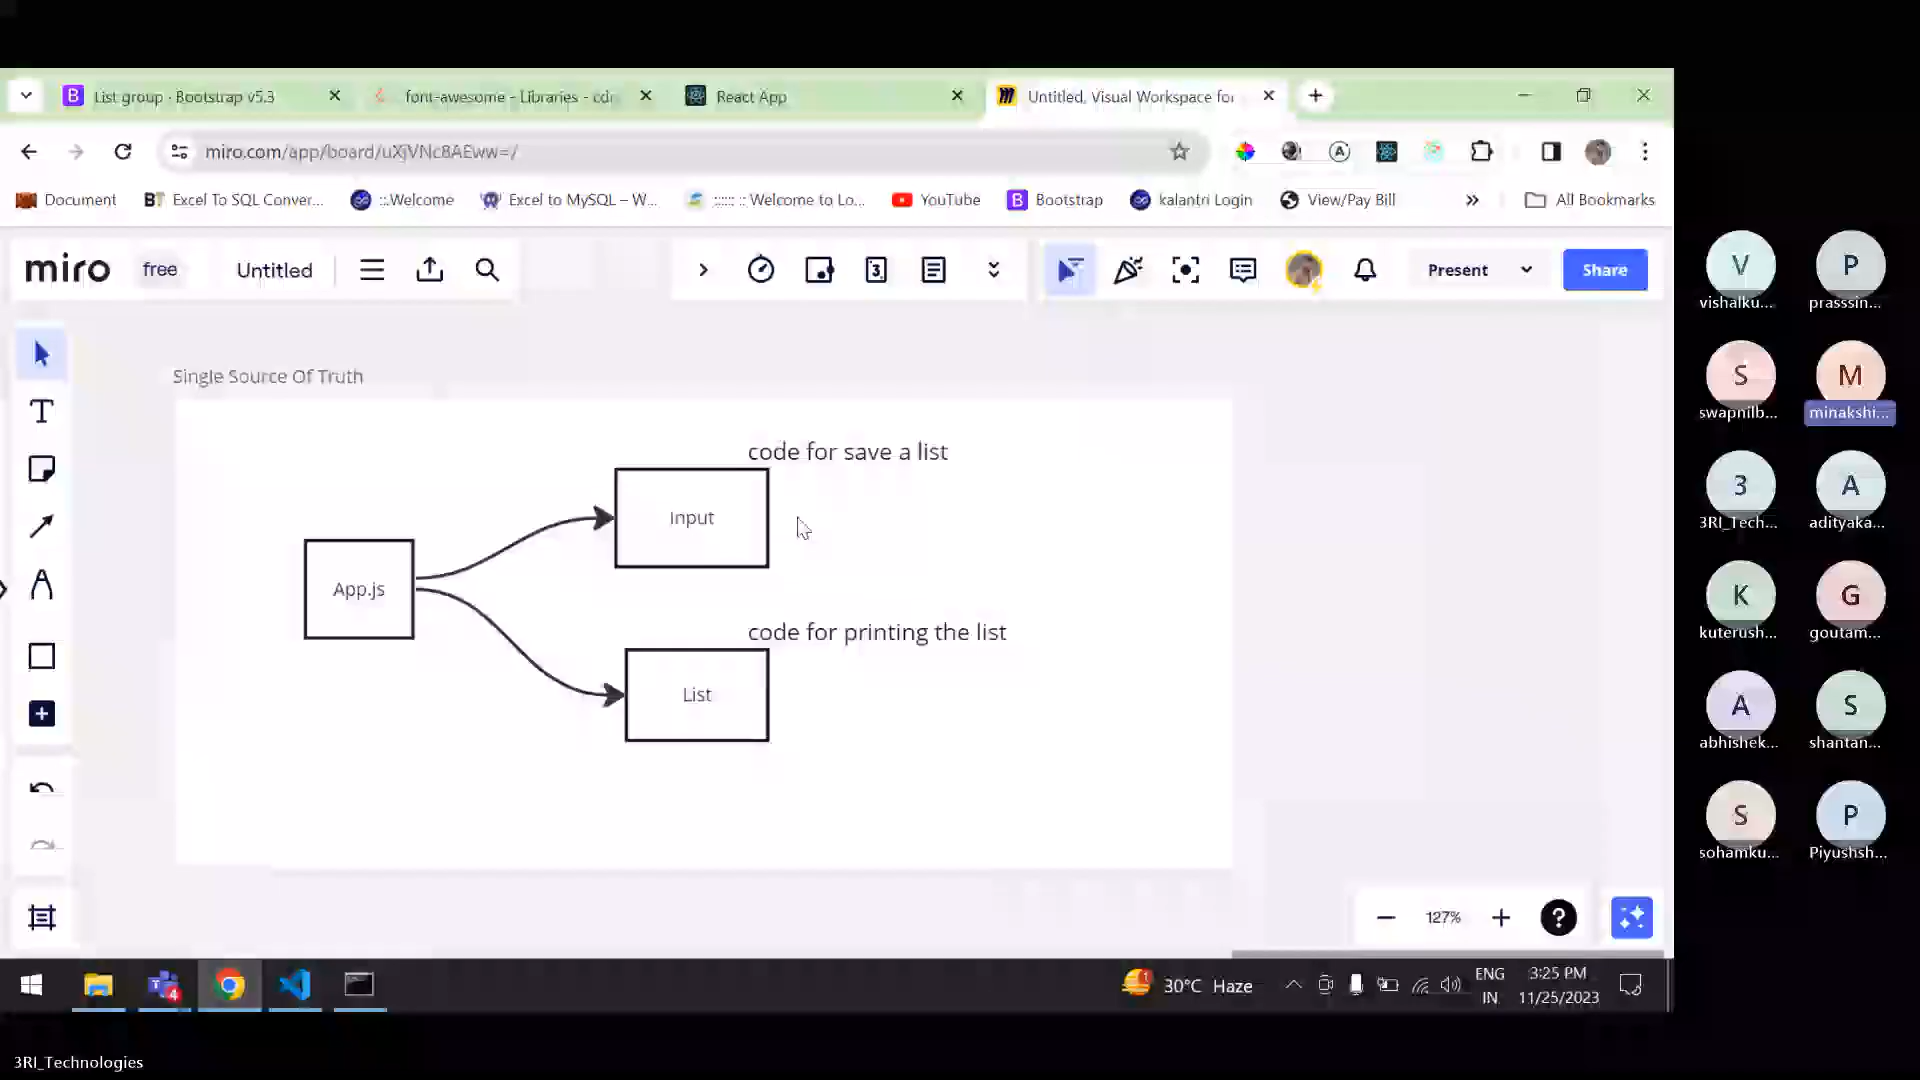 List group · Bootstrap v5.3
font-awesome - Libraries - cdn
React App
Untitled, Visual Workspace for
miro.com/app/board/uXjVNc8AEww=/
Document
Excel To SQL Conver...
::.Welcome
Excel to MySQL – W...
:::::: :: Welcome to Lo...
YouTube
Bootstrap
kalantri Login
View/Pay Bill
All Bookmarks
miro
free
Untitled
Present
Share
Single Source Of Truth
code for save a list
Input
App.js
code for printing the list
List
127%
V
vishalku...
P
prasssin...
S
swapnilb...
M
minakshi...
3
3RI_Tech...
A
adityaka...
K
kuterush...
G
goutam...
A
abhishek...
S
shantan...
S
sohamku...
P
Piyushsh...
30°C Haze
ENG
IN
3:25 PM
11/25/2023
3RI_Technologies